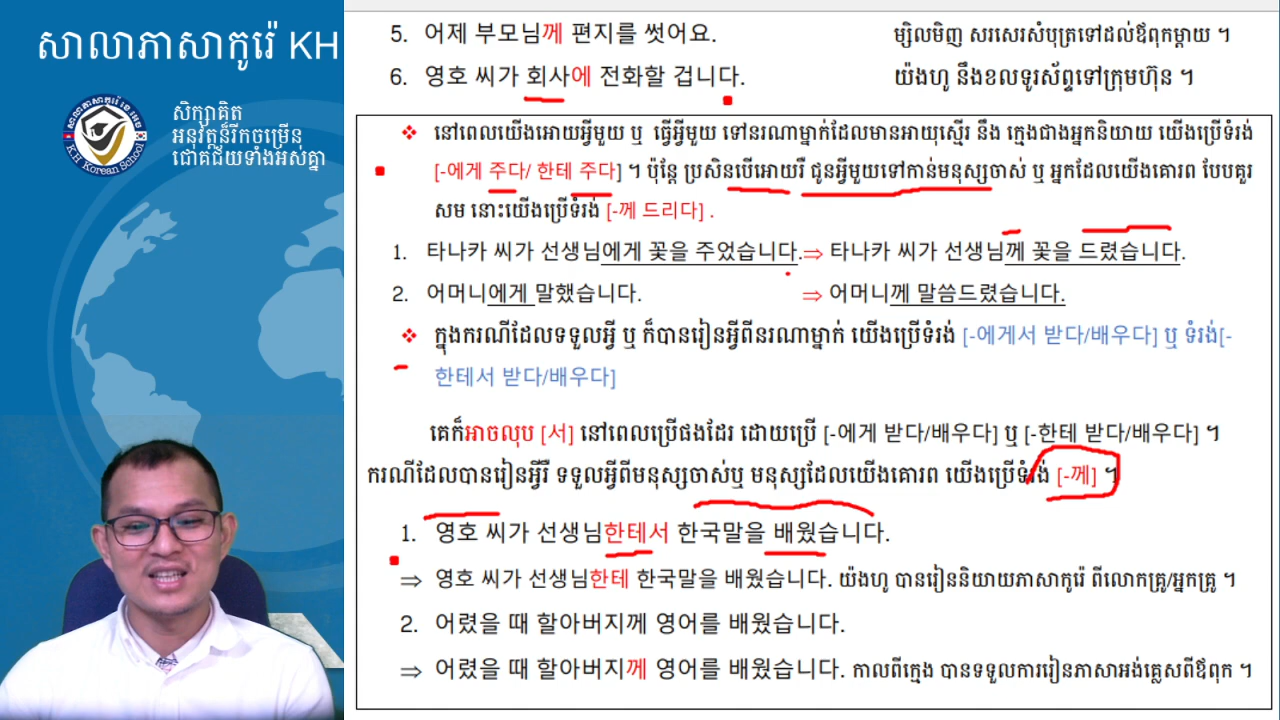 សាលាភាសាកូរ៉េ KH
សិក្សាគិត
អនុវត្តន៍រីកចម្រើន
ជោគជ័យទាំងអស់គ្នា
សាលាភាសាកូរ៉េ ខេ អេច
K.H Korean School
5. 어제 부모님께 편지를 썻어요. ម្សិលមិញ សរសេរសំបុត្រទៅដល់ឪពុកម្ដាយ ។
6. 영호 씨가 회사에 전화할 겁니다. យ៉ងហូ នឹងខលទូរស័ព្ទទៅក្រុមហ៊ុន ។
❖ នៅពេលយើងអោយអ្វីមួយ ឬ ធ្វើអ្វីមួយ ទៅនរណាម្នាក់ដែលមានអាយុស្មើរ នឹង ក្មេងជាងអ្នកនិយាយ យើងប្រើទំរង់
[-에게 주다/ 한테 주다] ។ ប៉ុន្តែ ប្រសិនបើអោយរឺ ជូនអ្វីមួយទៅកាន់មនុស្សចាស់ ឬ អ្នកដែលយើងគោរព បែបគួរ
សម នោះយើងប្រើទំរង់ [-께 드리다] .
1. 타나카 씨가 선생님에게 꽃을 주었습니다.⇒ 타나카 씨가 선생님께 꽃을 드렸습니다.
2. 어머니에게 말했습니다. ⇒ 어머니께 말씀드렸습니다.
❖ ក្នុងករណីដែលទទួលអ្វី ឬ ក៏បានរៀនអ្វីពីនរណាម្នាក់ យើងប្រើទំរង់ [-에게서 받다/배우다] ឬ ទំរង់[-
한테서 받다/배우다]
គេក៏អាចលុប [서] នៅពេលប្រើផងដែរ ដោយប្រើ [-에게 받다/배우다] ឬ [-한테 받다/배우다] ។
ករណីដែលបានរៀនអ្វីរឺ ទទួលអ្វីពីមនុស្សចាស់ឬ មនុស្សដែលយើងគោរព យើងប្រើទំរង់ [-께] ។
1. 영호 씨가 선생님한테서 한국말을 배웠습니다.
⇒ 영호 씨가 선생님한테 한국말을 배웠습니다. យ៉ងហូ បានរៀននិយាយភាសាកូរ៉េ ពីលោកគ្រូ/អ្នកគ្រូ ។
2. 어렸을 때 할아버지께 영어를 배웠습니다.
⇒ 어렸을 때 할아버지께 영어를 배웠습니다. កាលពីក្មេង បានទទួលការរៀនភាសាអង់គ្លេសពីឪពុក ។